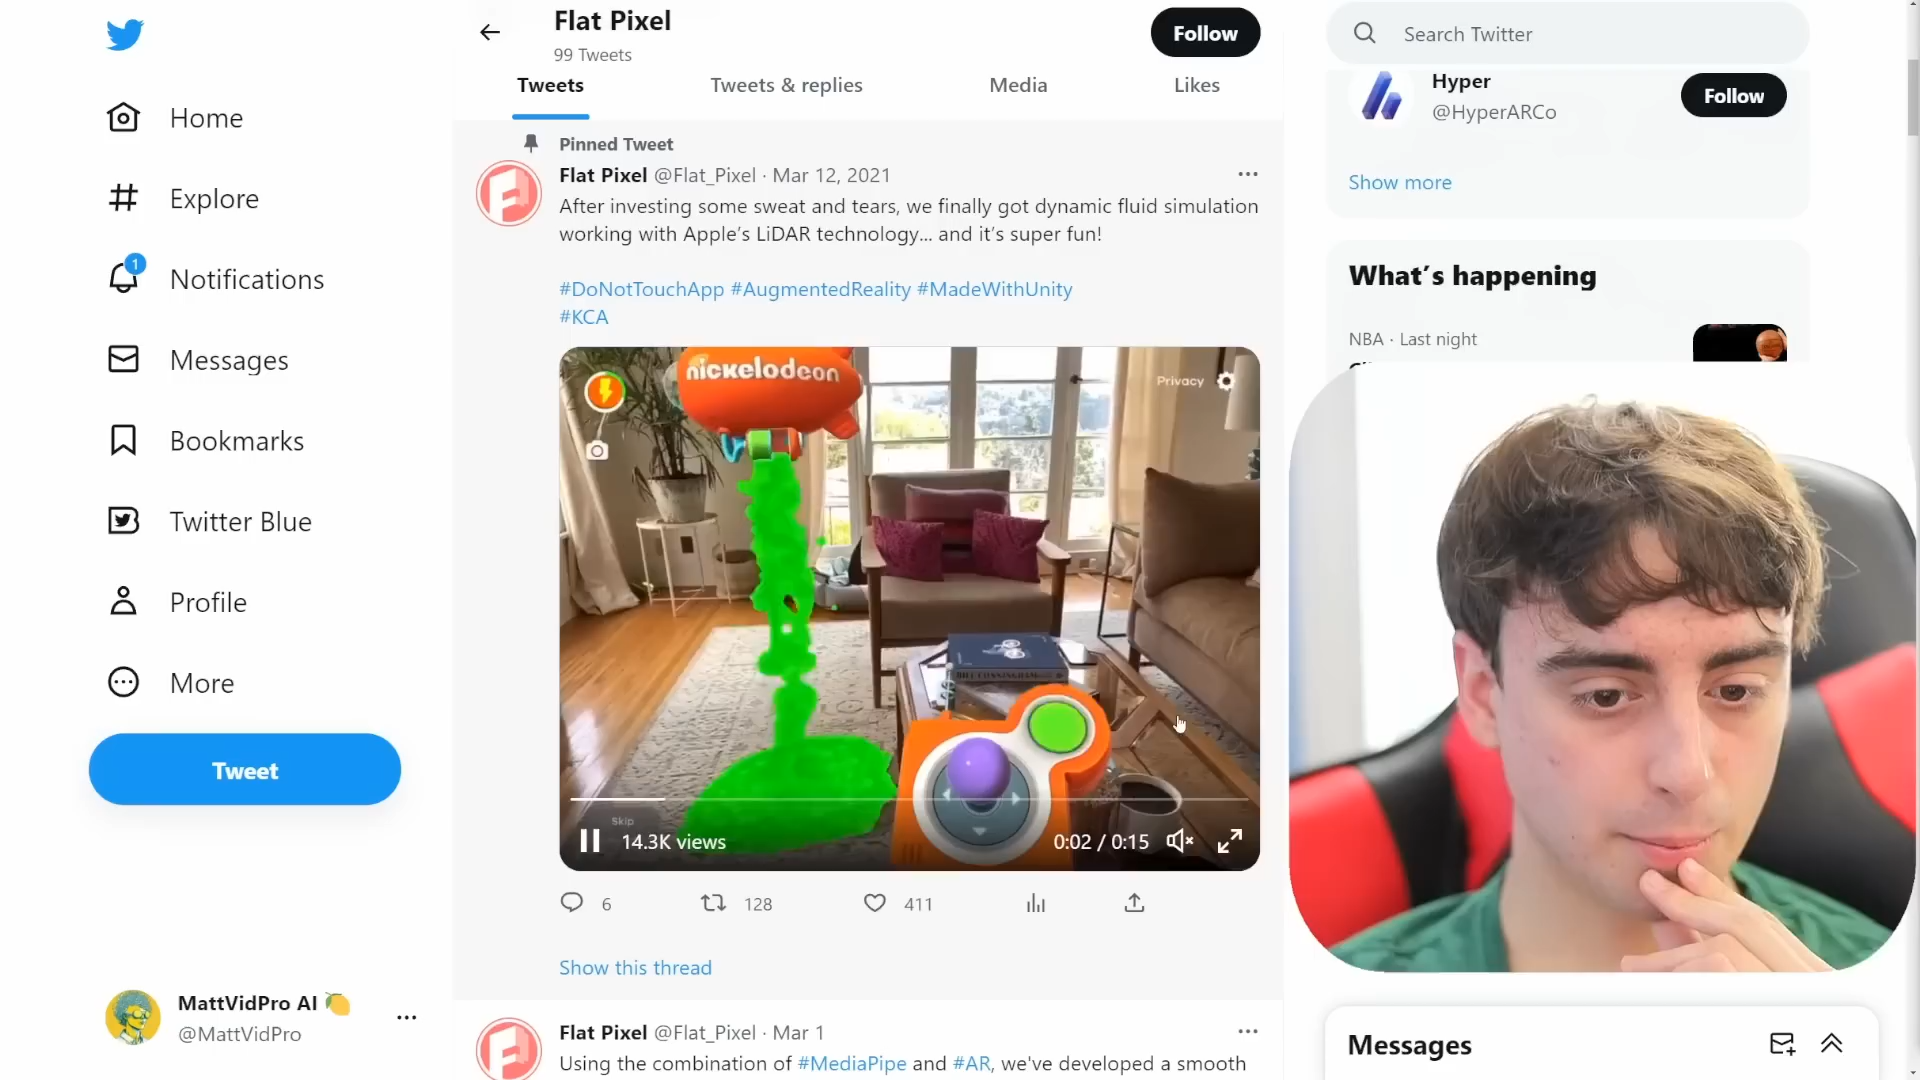 Home
Explore
1
Notifications
Messages
Bookmarks
Twitter Blue
Profile
More
Tweet
MattVidPro AI
@MattVidPro
Flat Pixel
99 Tweets
Follow
Tweets
Tweets & replies
Media
Likes
Pinned Tweet
Flat Pixel @Flat_Pixel · Mar 12, 2021
After investing some sweat and tears, we finally got dynamic fluid simulation
working with Apple's LiDAR technology... and it's super fun!
#DoNotTouchApp #AugmentedReality #MadeWithUnity
#KCA
nickelodeon
Privacy
Skip
14.3K views
0:02 / 0:15
6
128
411
Show this thread
Flat Pixel @Flat_Pixel · Mar 1
Using the combination of #MediaPipe and #AR, we've developed a smooth
Search Twitter
Hyper
@HyperARCo
Follow
Show more
What's happening
NBA · Last night
Messages